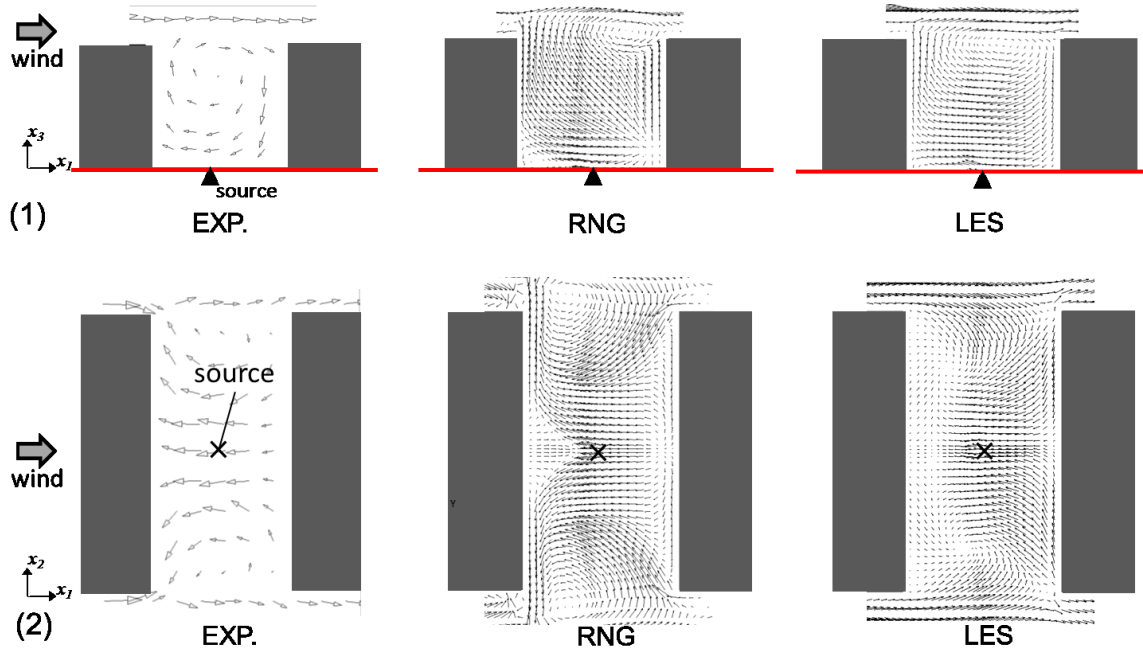 wind
x3
x1
source
(1)
EXP.
RNG
LES
source
wind
Y
x2
x1
(2)
EXP.
RNG
LES